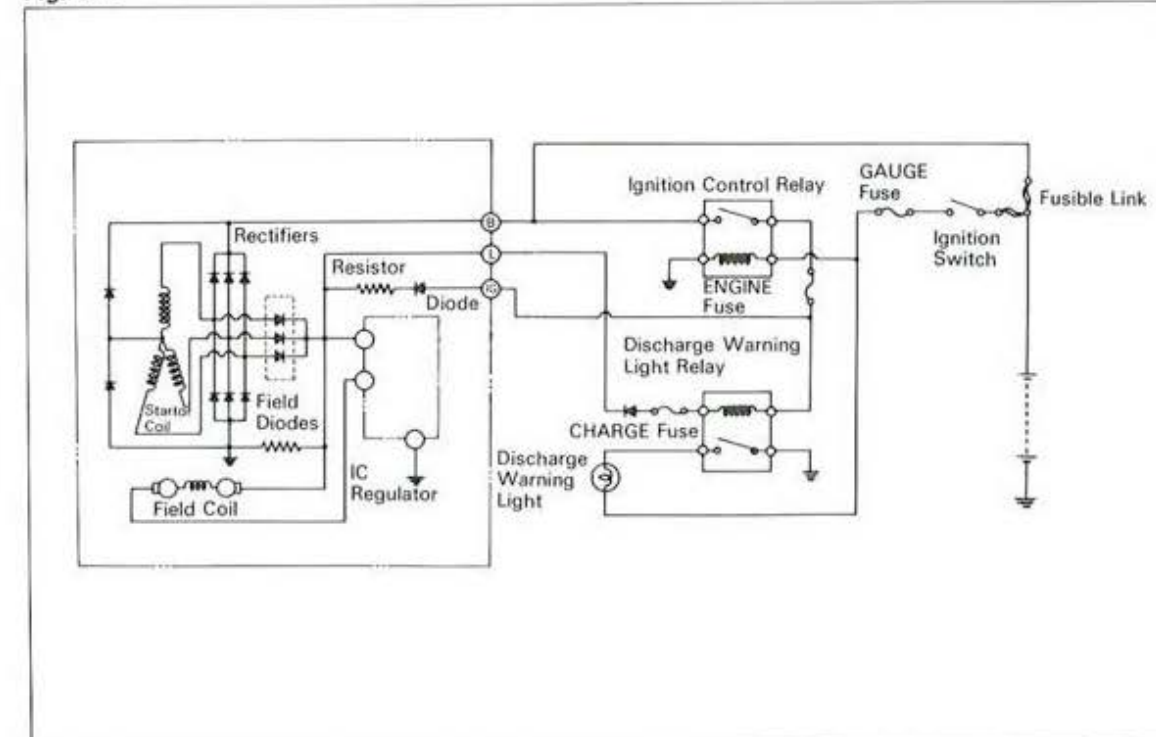 Rectifiers
Resistor
Diode
B
L
IG
Startor
Coil
Field
Diodes
IC
Regulator
Field Coil
Ignition Control Relay
ENGINE
Fuse
GAUGE
Fuse
Ignition
Switch
Fusible Link
Discharge Warning
Light Relay
CHARGE Fuse
Discharge
Warning
Light